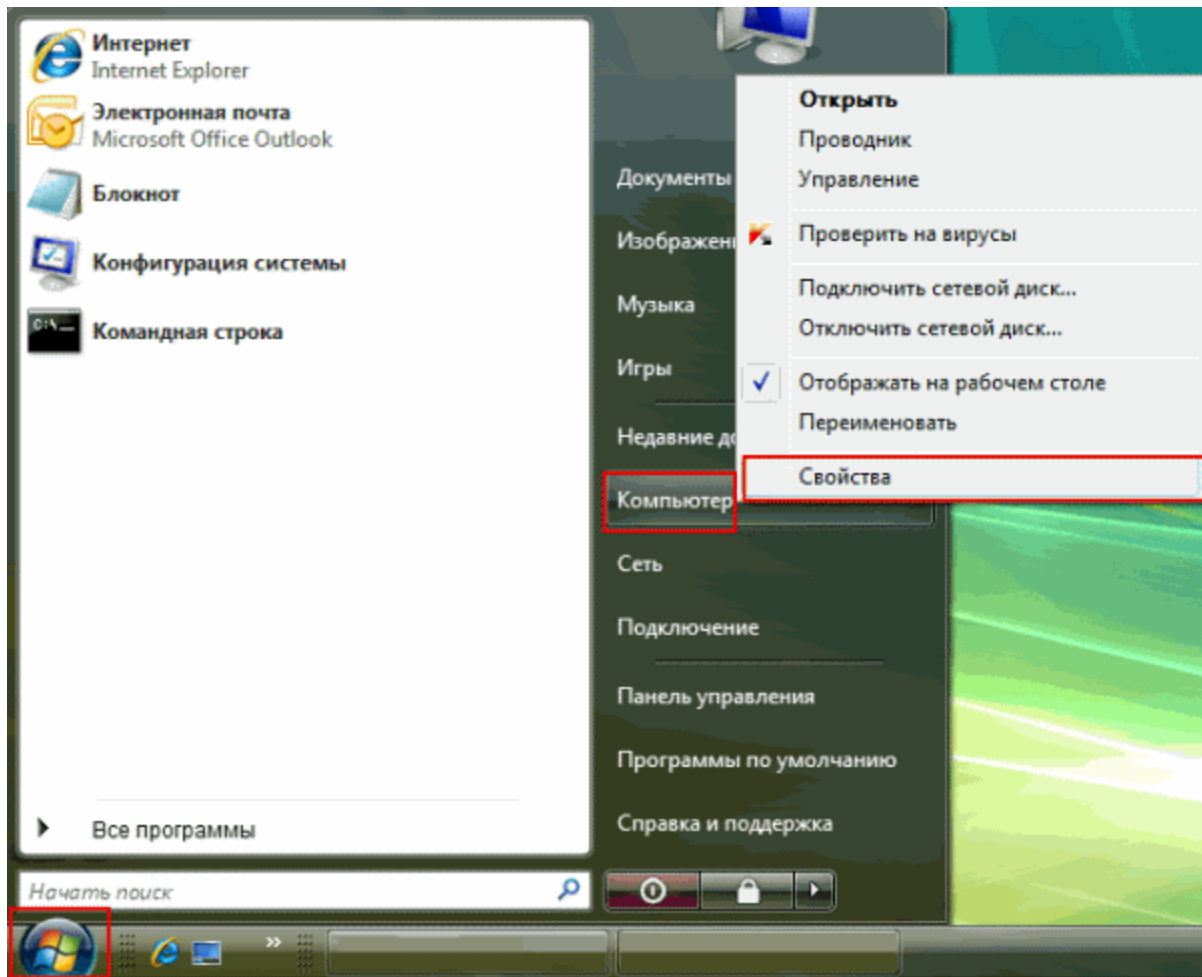 Интернет
Internet Explorer
Электронная почта
Microsoft Office Outlook
Блокнот
Конфигурация системы
C:\
Командная строка
Все программы
Начать поиск
Документы
Изображен
Музыка
Игры
Недавние до
Компьютер
Сеть
Подключение
Панель управления
Программы по умолчанию
Справка и поддержка
Открыть
Проводник
Управление
Проверить на вирусы
Подключить сетевой диск...
Отключить сетевой диск...
Отображать на рабочем столе
Переименовать
Свойства